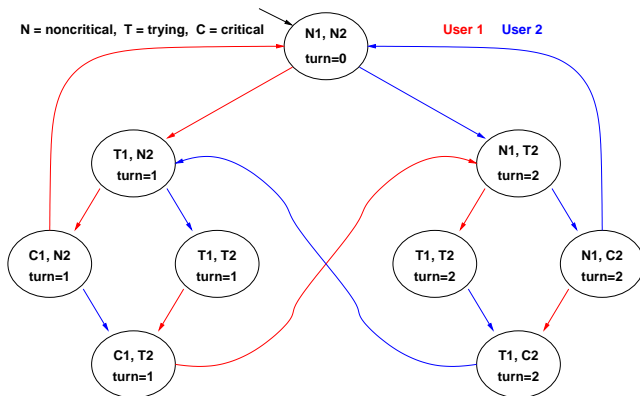 N = noncritical, T = trying, C = critical
User 1 User 2
N1, N2
turn=0
T1, N2
turn=1
N1, T2
turn=2
C1, N2
turn=1
T1, T2
turn=1
T1, T2
turn=2
N1, C2
turn=2
C1, T2
turn=1
T1, C2
turn=2